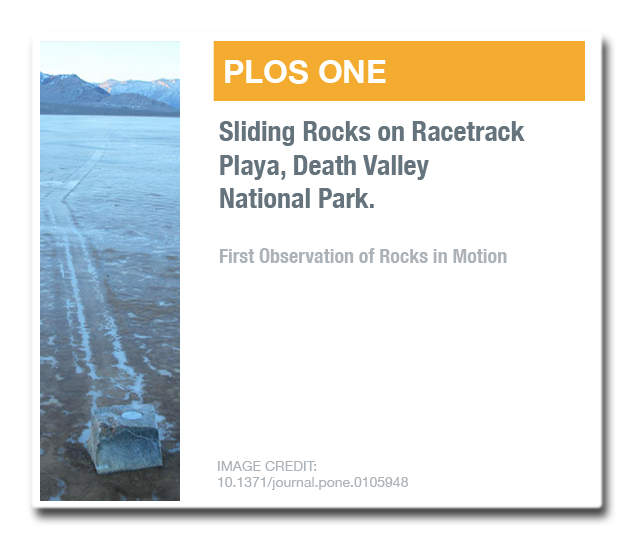 PLOS ONE
Sliding Rocks on Racetrack
Playa, Death Valley
National Park.
First Observation of Rocks in Motion
IMAGE CREDIT:
10.1371/journal.pone.0105948